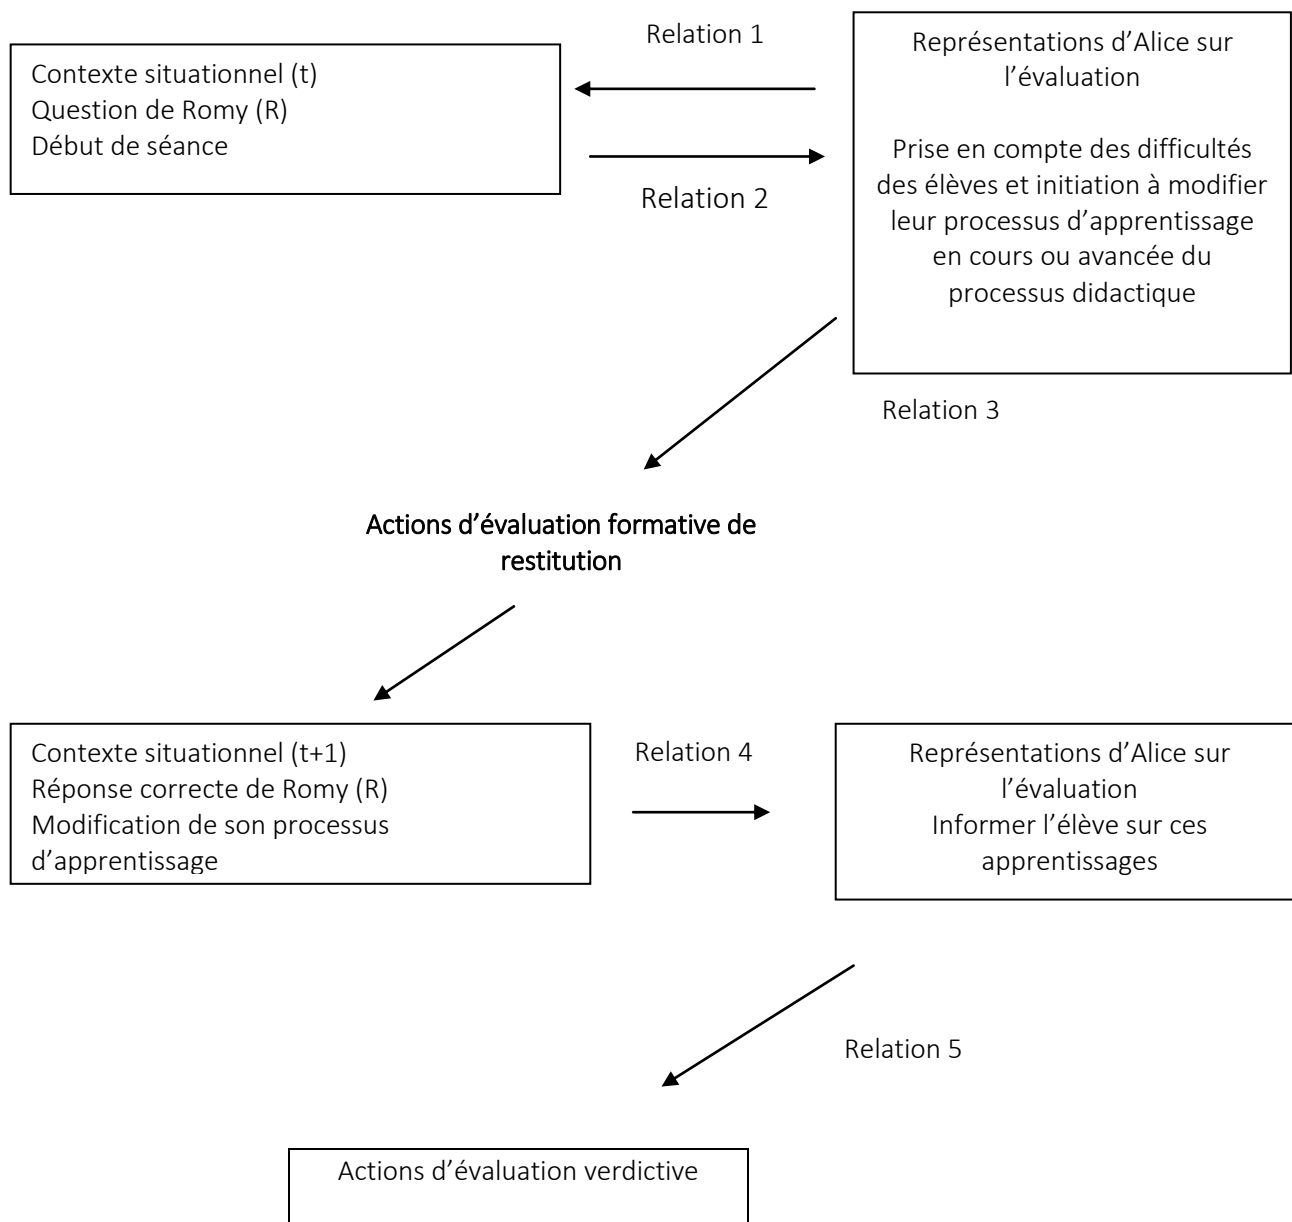 Relation 1
Contexte situationnel (t)
Question de Romy (R)
Début de séance
Relation 2
Représentations d’Alice sur
l’évaluation
Prise en compte des difficultés
des élèves et initiation à modifier
leur processus d’apprentissage
en cours ou avancée du
processus didactique
Relation 3
Actions d’évaluation formative de
restitution
Contexte situationnel (t+1)
Réponse correcte de Romy (R)
Modification de son processus
d’apprentissage
Relation 4
Représentations d’Alice sur
l’évaluation
Informer l’élève sur ces
apprentissages
Relation 5
Actions d’évaluation verdictive